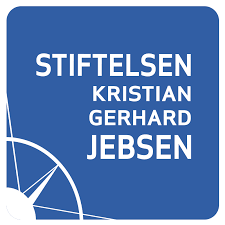 STIFTELSEN
KRISTIAN
GERHARD
JEBSEN